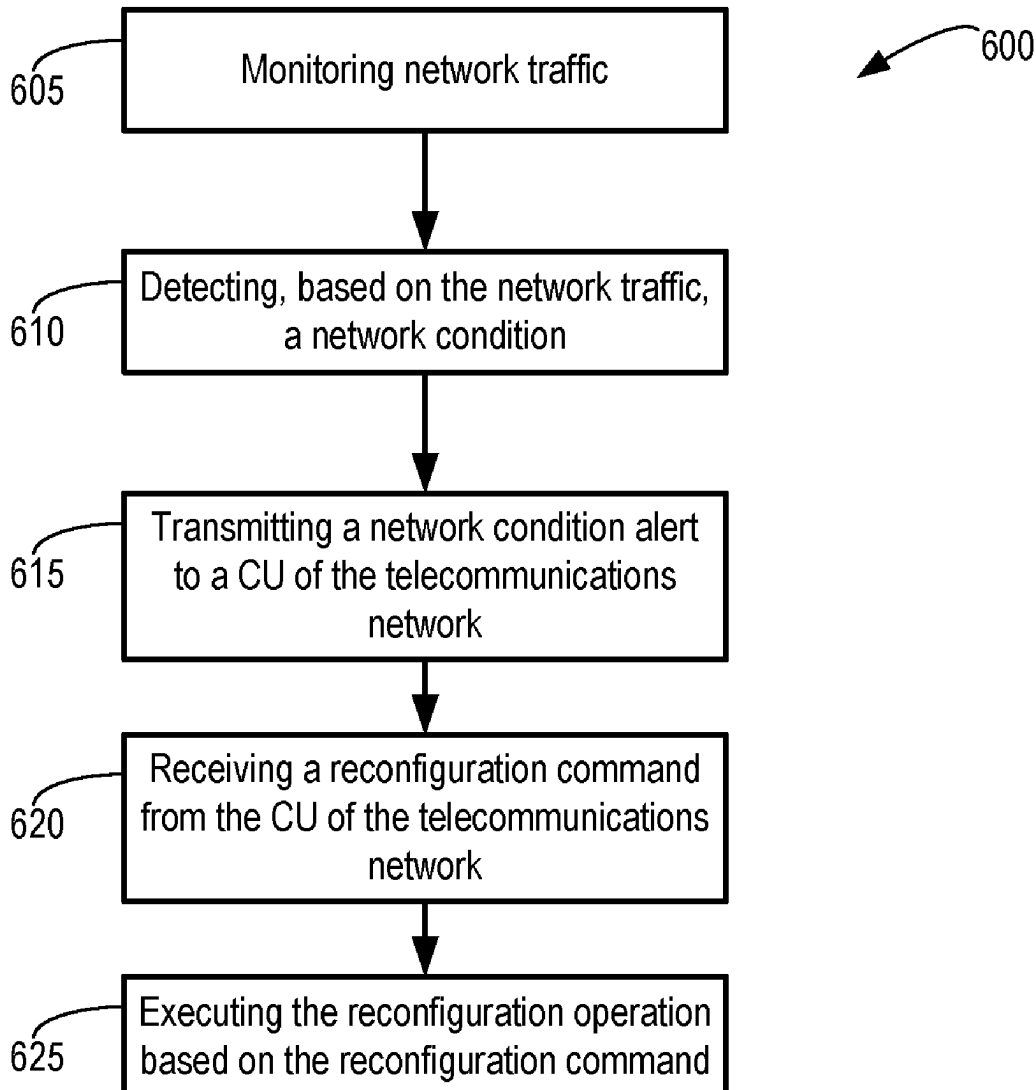 600
605
Monitoring network traffic
610
Detecting, based on the network traffic,
a network condition
615
Transmitting a network condition alert
to a CU of the telecommunications
network
620
Receiving a reconfiguration command
from the CU of the telecommunications
network
625
Executing the reconfiguration operation
based on the reconfiguration command